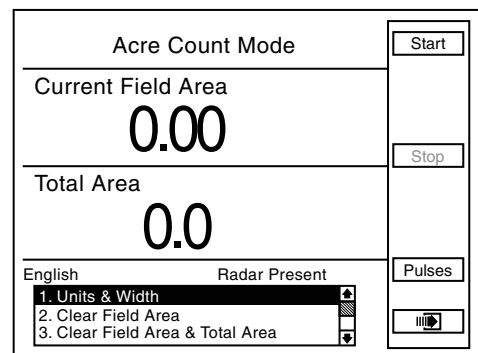 Acre Count Mode
Start
Current Field Area
0.00
Stop
Total Area
0.0
English Radar Present
Pulses
1. Units & Width
2. Clear Field Area
3. Clear Field Area & Total Area